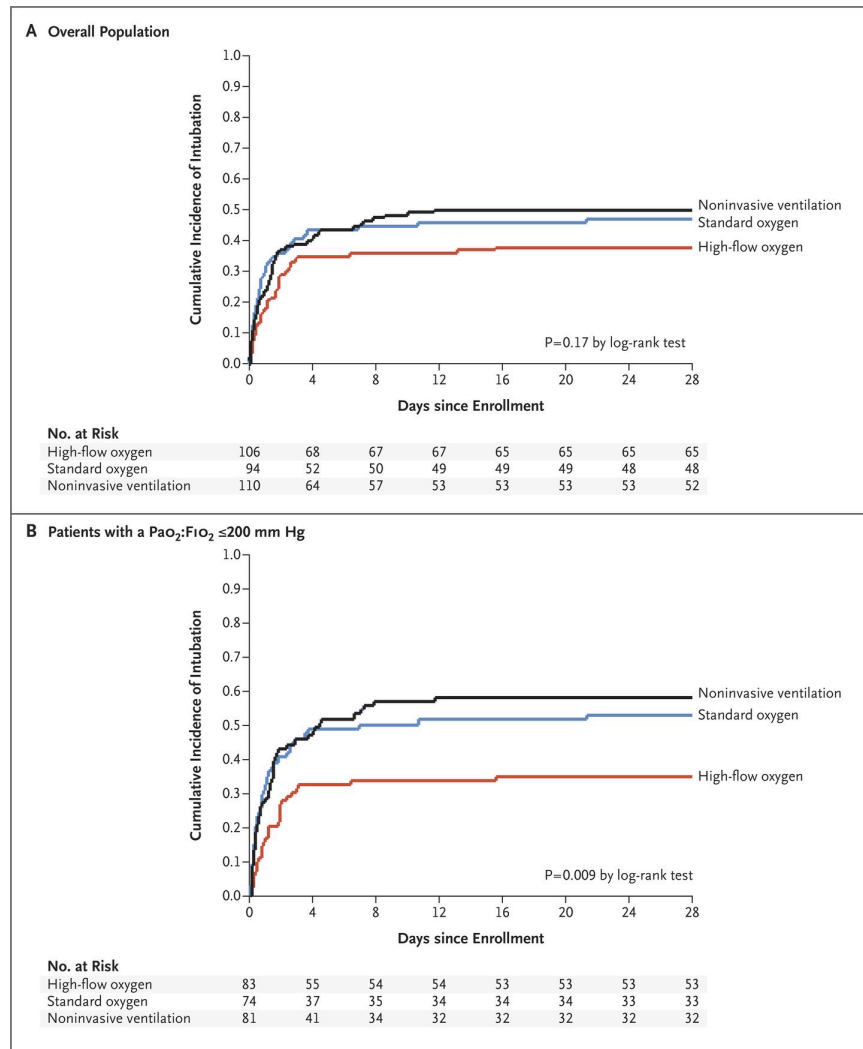 A Overall Population
1.0
0.9
0.8
0.7
0.6
0.5
0.4
0.3
0.2
0.1
0.0
Cumulative Incidence of Intubation
Noninvasive ventilation
Standard oxygen
High-flow oxygen
P=0.17 by log-rank test
0 4 8 12 16 20 24 28
Days since Enrollment
No. at Risk
High-flow oxygen 106 68 67 67 65 65 65 65
Standard oxygen 94 52 50 49 49 49 48 48
Noninvasive ventilation 110 64 57 53 53 53 53 52
B Patients with a PaO₂:FIO₂ ≤200 mm Hg
1.0
0.9
0.8
0.7
0.6
0.5
0.4
0.3
0.2
0.1
0.0
Cumulative Incidence of Intubation
Noninvasive ventilation
Standard oxygen
High-flow oxygen
P=0.009 by log-rank test
0 4 8 12 16 20 24 28
Days since Enrollment
No. at Risk
High-flow oxygen 83 55 54 54 53 53 53 53
Standard oxygen 74 37 35 34 34 34 33 33
Noninvasive ventilation 81 41 34 32 32 32 32 32